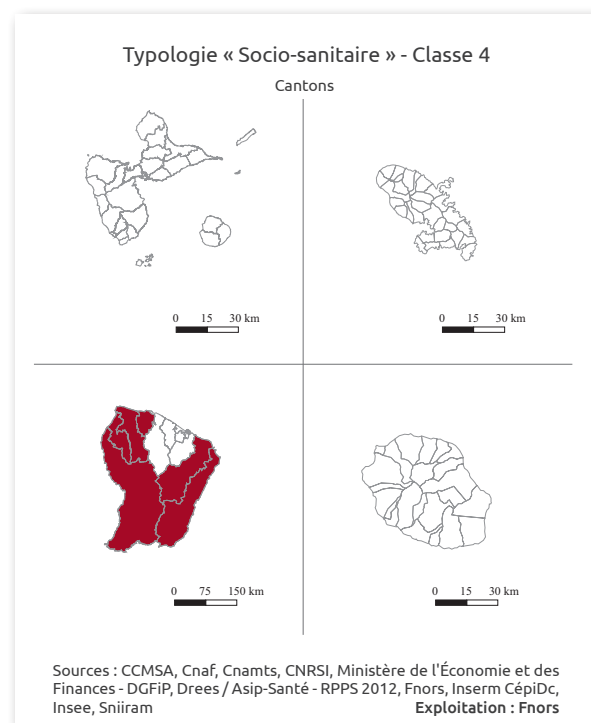 Typologie « Socio-sanitaire » - Classe 4
Cantons
0 15 30 km
0 15 30 km
0 75 150 km
0 15 30 km
Sources : CCMSA, Cnaf, Cnamts, CNRSI, Ministère de l'Économie et des
Finances - DGFiP, Drees / Asip-Santé - RPPS 2012, Fnors, Inserm CépiDc,
Insee, Sniiram Exploitation : Fnors